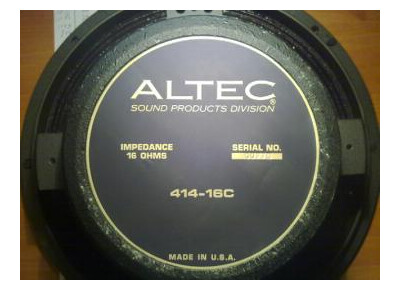 ALTEC®
SOUND PRODUCTS DIVISION
IMPEDANCE
16 OHMS
SERIAL NO.
414-16C
MADE IN U.S.A.